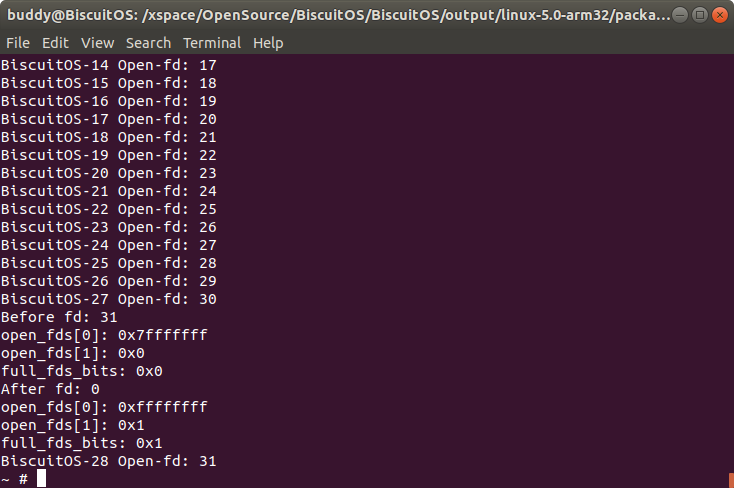 buddy@BiscuitOS: /xspace/OpenSource/BiscuitOS/BiscuitOS/output/linux-5.0-arm32/packa...
File Edit View Search Terminal Help
BiscuitOS-14 Open-fd: 17
BiscuitOS-15 Open-fd: 18
BiscuitOS-16 Open-fd: 19
BiscuitOS-17 Open-fd: 20
BiscuitOS-18 Open-fd: 21
BiscuitOS-19 Open-fd: 22
BiscuitOS-20 Open-fd: 23
BiscuitOS-21 Open-fd: 24
BiscuitOS-22 Open-fd: 25
BiscuitOS-23 Open-fd: 26
BiscuitOS-24 Open-fd: 27
BiscuitOS-25 Open-fd: 28
BiscuitOS-26 Open-fd: 29
BiscuitOS-27 Open-fd: 30
Before fd: 31
open_fds[0]: 0x7fffffff
open_fds[1]: 0x0
full_fds_bits: 0x0
After fd: 0
open_fds[0]: 0xffffffff
open_fds[1]: 0x1
full_fds_bits: 0x1
BiscuitOS-28 Open-fd: 31
~ #